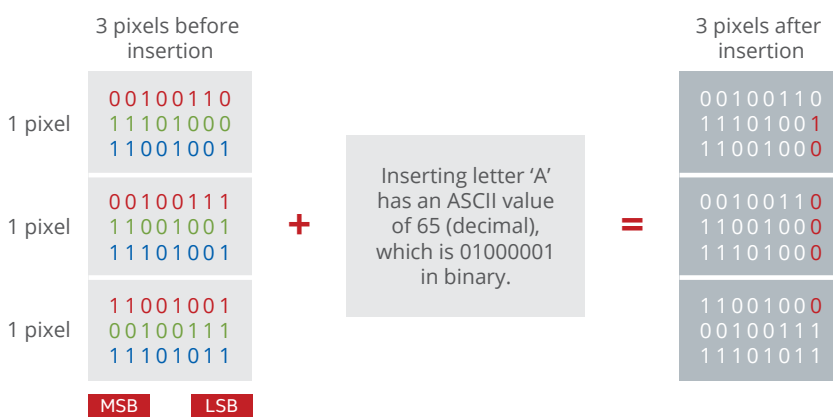 3 pixels before
insertion
3 pixels after
insertion
1 pixel
00100110
11101000
11001001
1 pixel
00100111
11001001
11101001
1 pixel
11001001
00100111
11101011
MSB
LSB
+
Inserting letter ‘A’
has an ASCII value
of 65 (decimal),
which is 01000001
in binary.
=
00100110
11101001
11001000
00100110
11001000
11101000
11001000
00100111
11101011